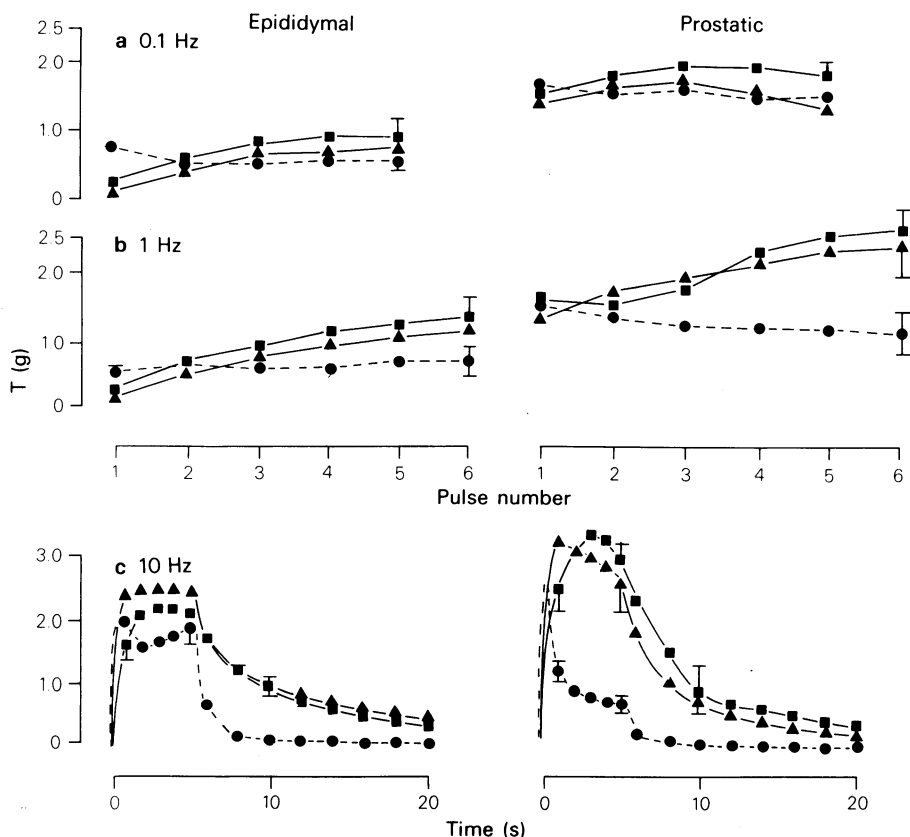 Epididymal
Prostatic
a 0.1 Hz
2.5
2.0
1.0
0
b 1 Hz
2.5
2.0
1.0
0
T (g)
1 2 3 4 5 6
1 2 3 4 5 6
Pulse number
c 10 Hz
3.0
2.0
1.0
0
0 10 20
0 10 20
Time (s)